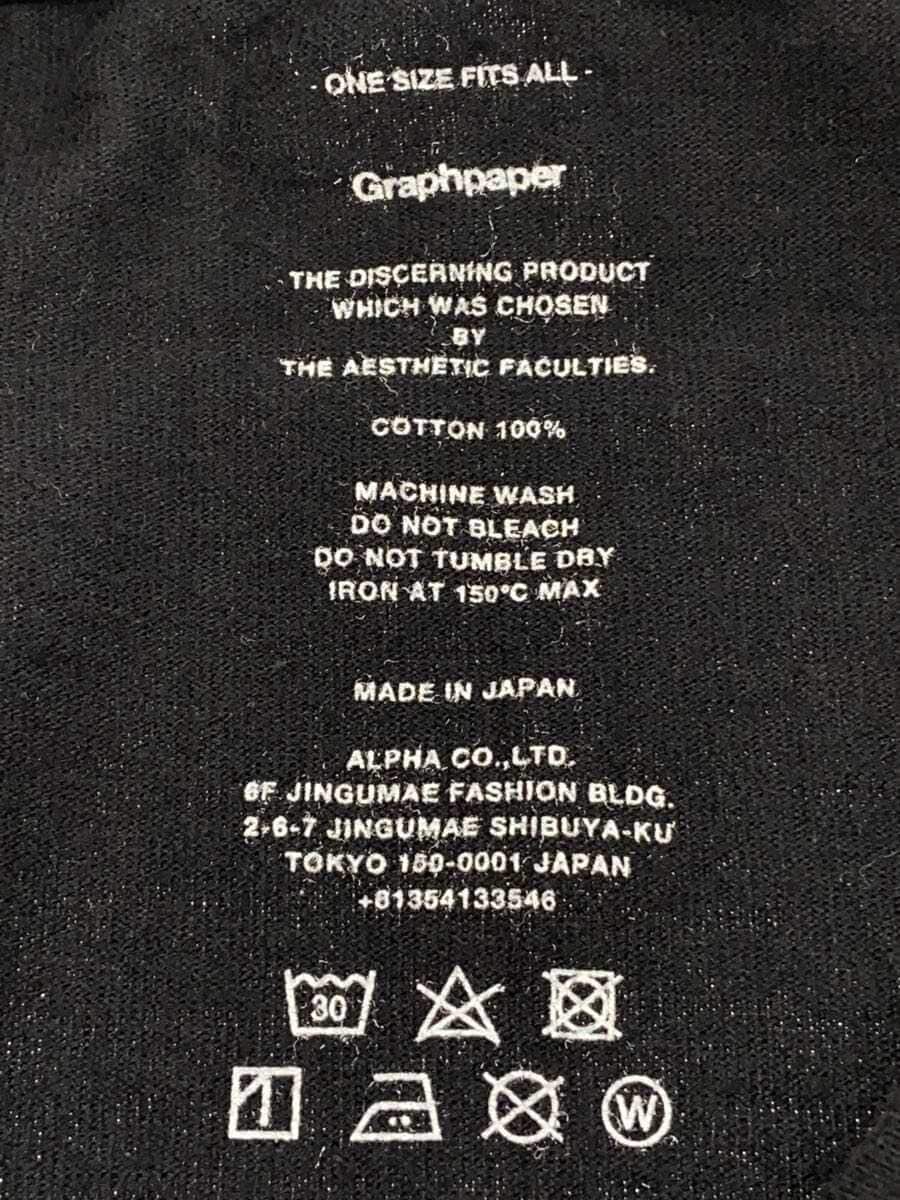 - ONE SIZE FITS ALL -
Graphpaper
THE DISCERNING PRODUCT
WHICH WAS CHOSEN
BY
THE AESTHETIC FACULTIES.
COTTON 100%
MACHINE WASH
DO NOT BLEACH
DO NOT TUMBLE DRY
IRON AT 150°C MAX
MADE IN JAPAN
ALPHA CO.,LTD.
6F JINGUMAE FASHION BLDG.
2-6-7 JINGUMAE SHIBUYA-KU
TOKYO 150-0001 JAPAN
+81354133546
30
W